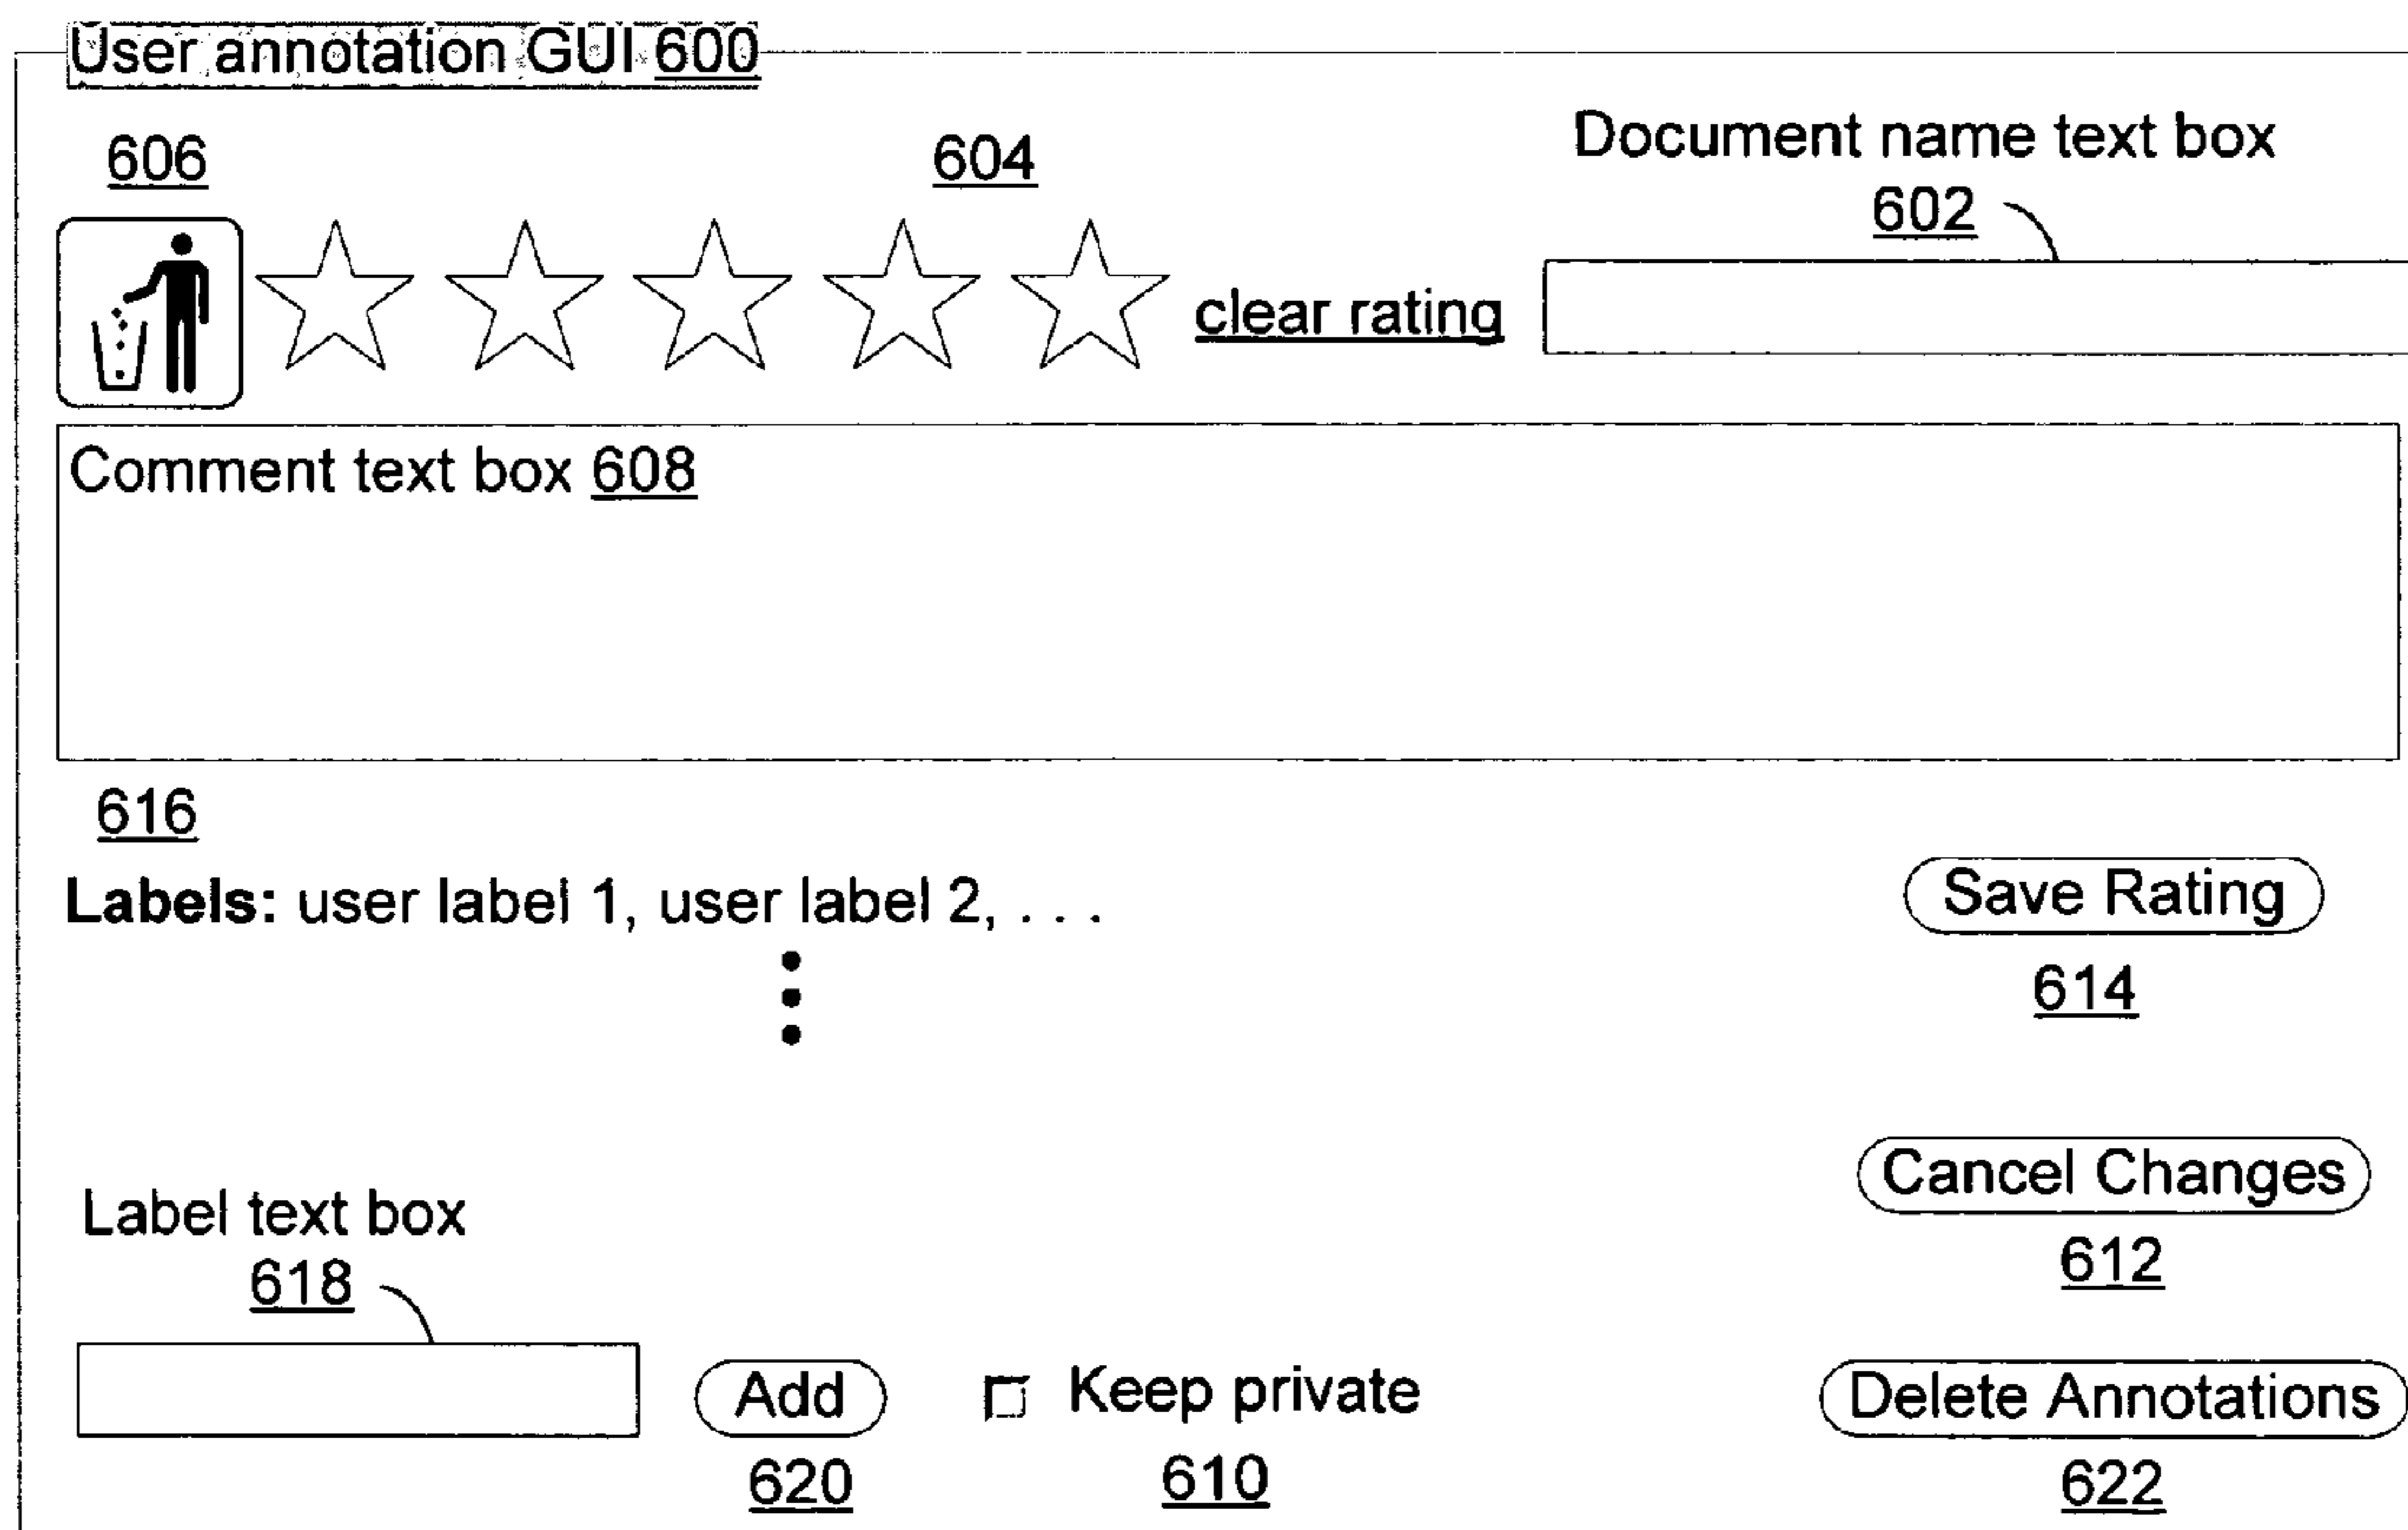 User annotation GUI 600
606
604
Document name text box
602
clear rating
Comment text box 608
616
Labels: user label 1, user label 2, . . .
Save Rating
614
Cancel Changes
612
Label text box
618
Add
Keep private
Delete Annotations
620
610
622